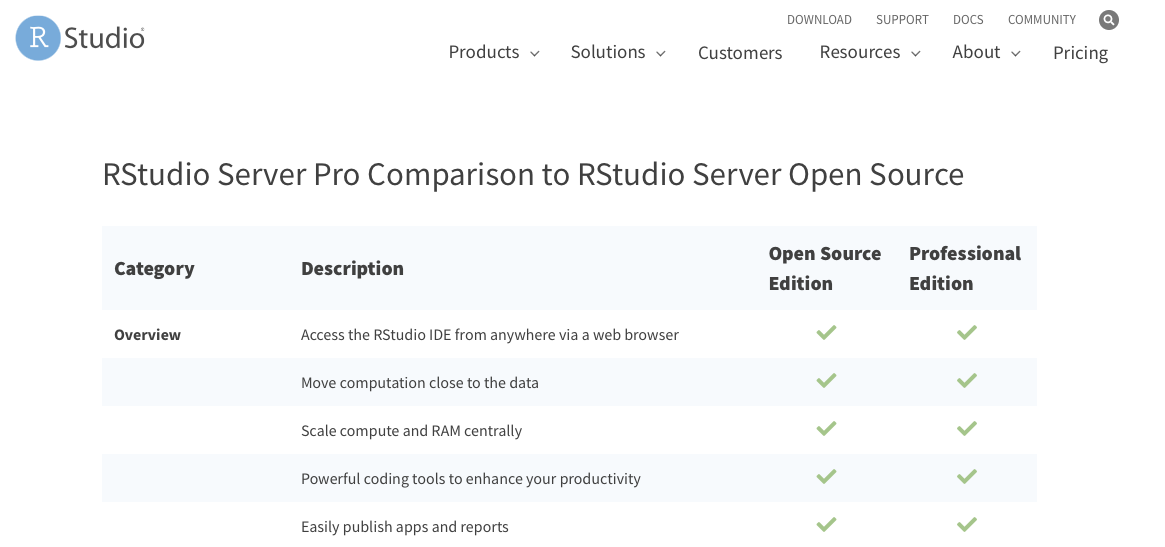 R Studio®
DOWNLOAD SUPPORT DOCS COMMUNITY
Products Solutions Customers Resources About Pricing
RStudio Server Pro Comparison to RStudio Server Open Source
Category Description Open Source Edition Professional Edition
Overview Access the RStudio IDE from anywhere via a web browser
Move computation close to the data
Scale compute and RAM centrally
Powerful coding tools to enhance your productivity
Easily publish apps and reports